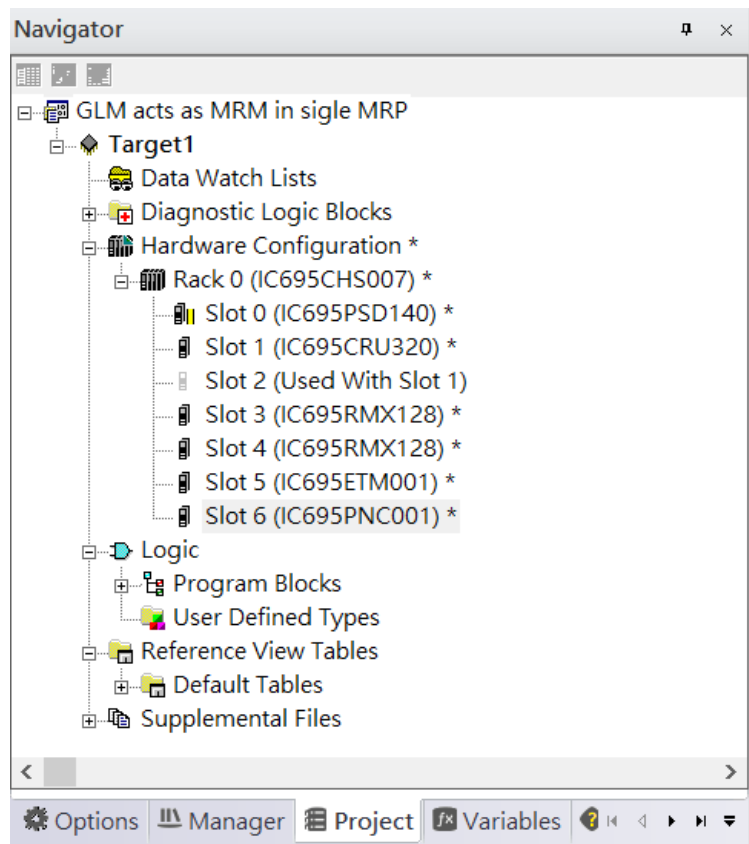 Navigator
GLM acts as MRM in sigle MRP
Target1
Data Watch Lists
Diagnostic Logic Blocks
Hardware Configuration *
Rack 0 (IC695CHS007) *
Slot 0 (IC695PSD140) *
Slot 1 (IC695CRU320) *
Slot 2 (Used With Slot 1)
Slot 3 (IC695RMX128) *
Slot 4 (IC695RMX128) *
Slot 5 (IC695ETM001) *
Slot 6 (IC695PNC001) *
Logic
Program Blocks
User Defined Types
Reference View Tables
Default Tables
Supplemental Files
Options Manager Project fx Variables ?